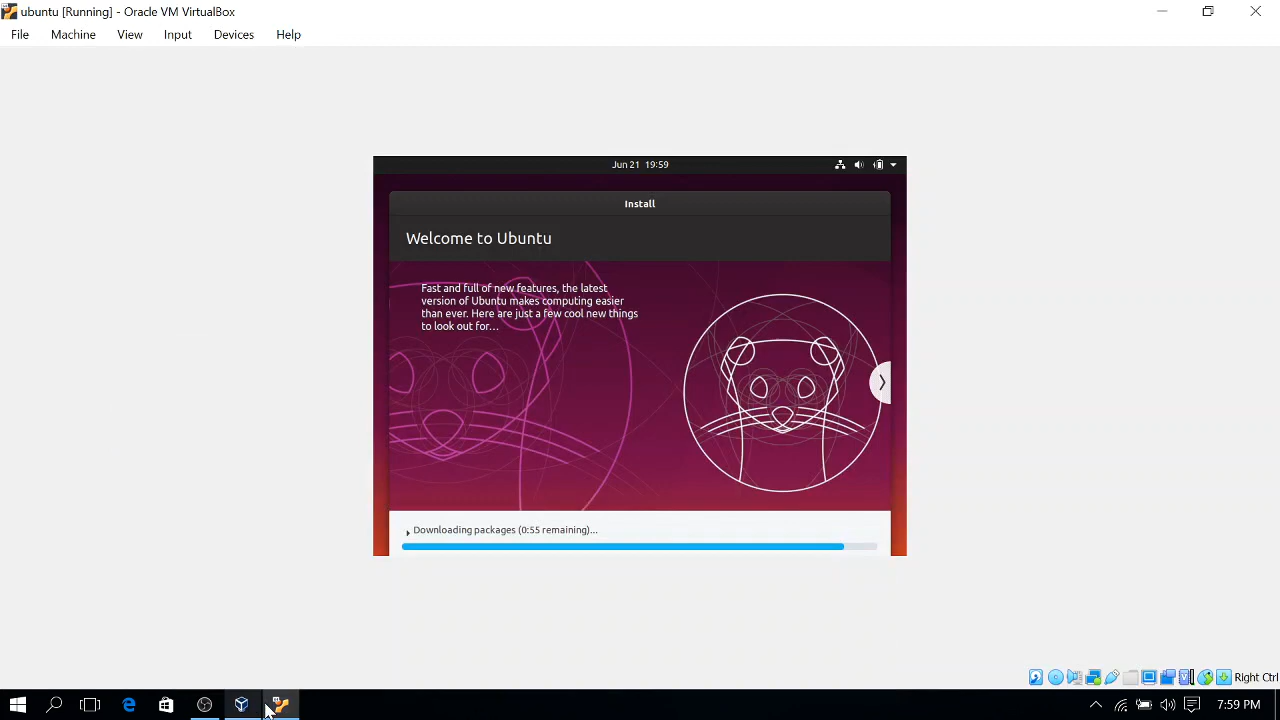 ubuntu [Running] - Oracle VM VirtualBox
File Machine View Input Devices Help
Jun 21 19:59
Install
Welcome to Ubuntu
Fast and full of new features, the latest
version of Ubuntu makes computing easier
than ever. Here are just a few cool new things
to look out for...
Downloading packages (0:55 remaining)...
Right Ctrl
7:59 PM